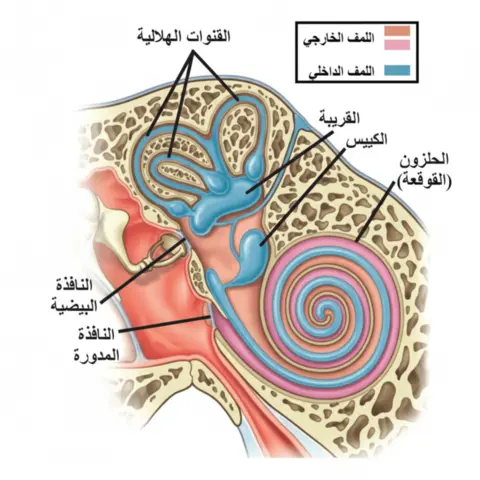 القنوات الهلالية
اللمف الخارجي
اللمف الداخلي
القريبة
الكييس
الحلزون
(القوقعة)
النافذة
البيضية
النافذة
المدورة